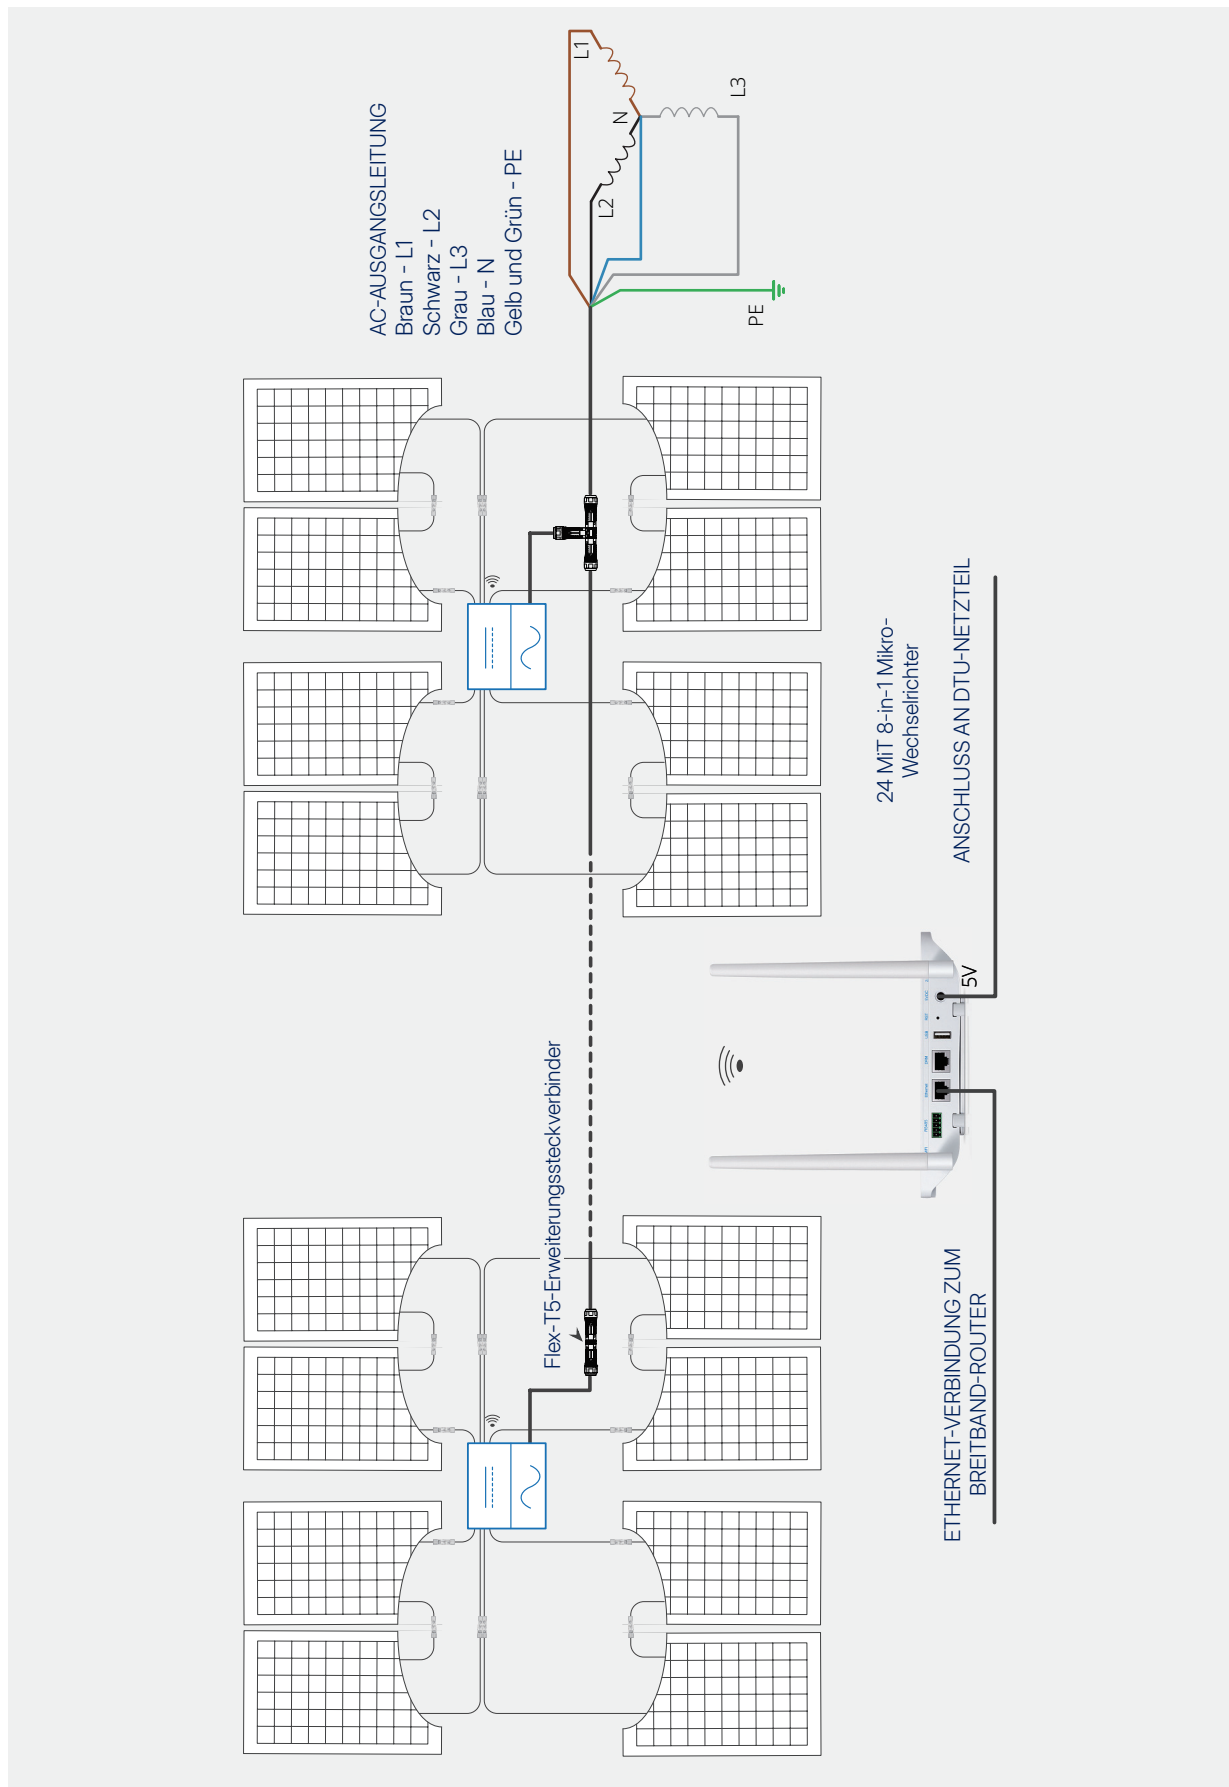 AC-AUSGANGSLEITUNG
Braun - L1
Schwarz - L2
Grau - L3
Blau - N
Gelb und Grün - PE
L1
N
L2
L3
PE
Flex-T5-Erweiterungssteckverbinder
24 MiT 8-in-1 Mikro-
Wechselrichter
ANSCHLUSS AN DTU-NETZTEIL
5V
ETHERNET-VERBINDUNG ZUM
BREITBAND-ROUTER